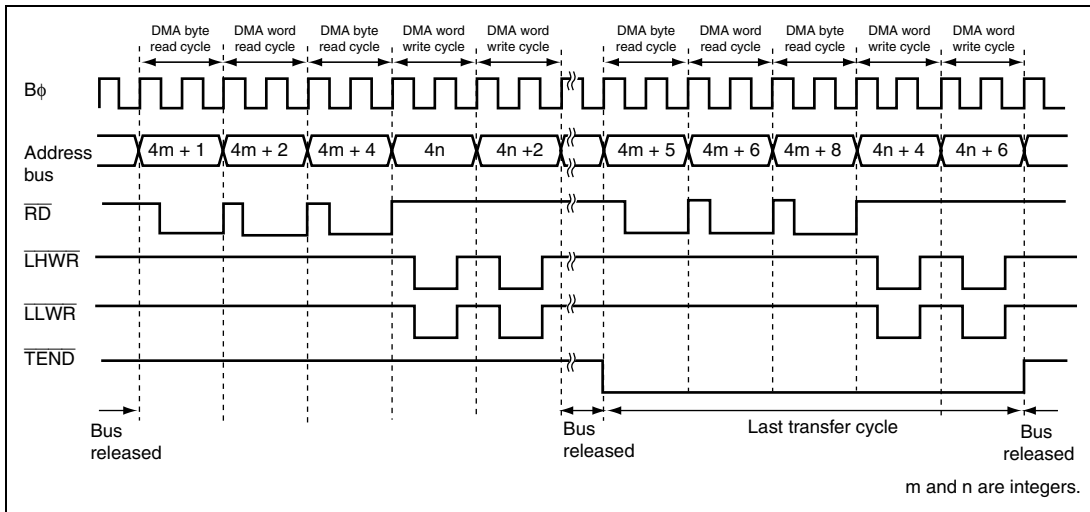 DMA byte read cycle
DMA word read cycle
DMA byte read cycle
DMA word write cycle
DMA word write cycle
DMA byte read cycle
DMA word read cycle
DMA byte read cycle
DMA word write cycle
DMA word write cycle
Bϕ
Address bus
4m + 1
4m + 2
4m + 4
4n
4n +2
4m + 5
4m + 6
4m + 8
4n + 4
4n + 6
RD
LHWR
LLWR
TEND
Bus released
Bus released
Last transfer cycle
Bus released
m and n are integers.